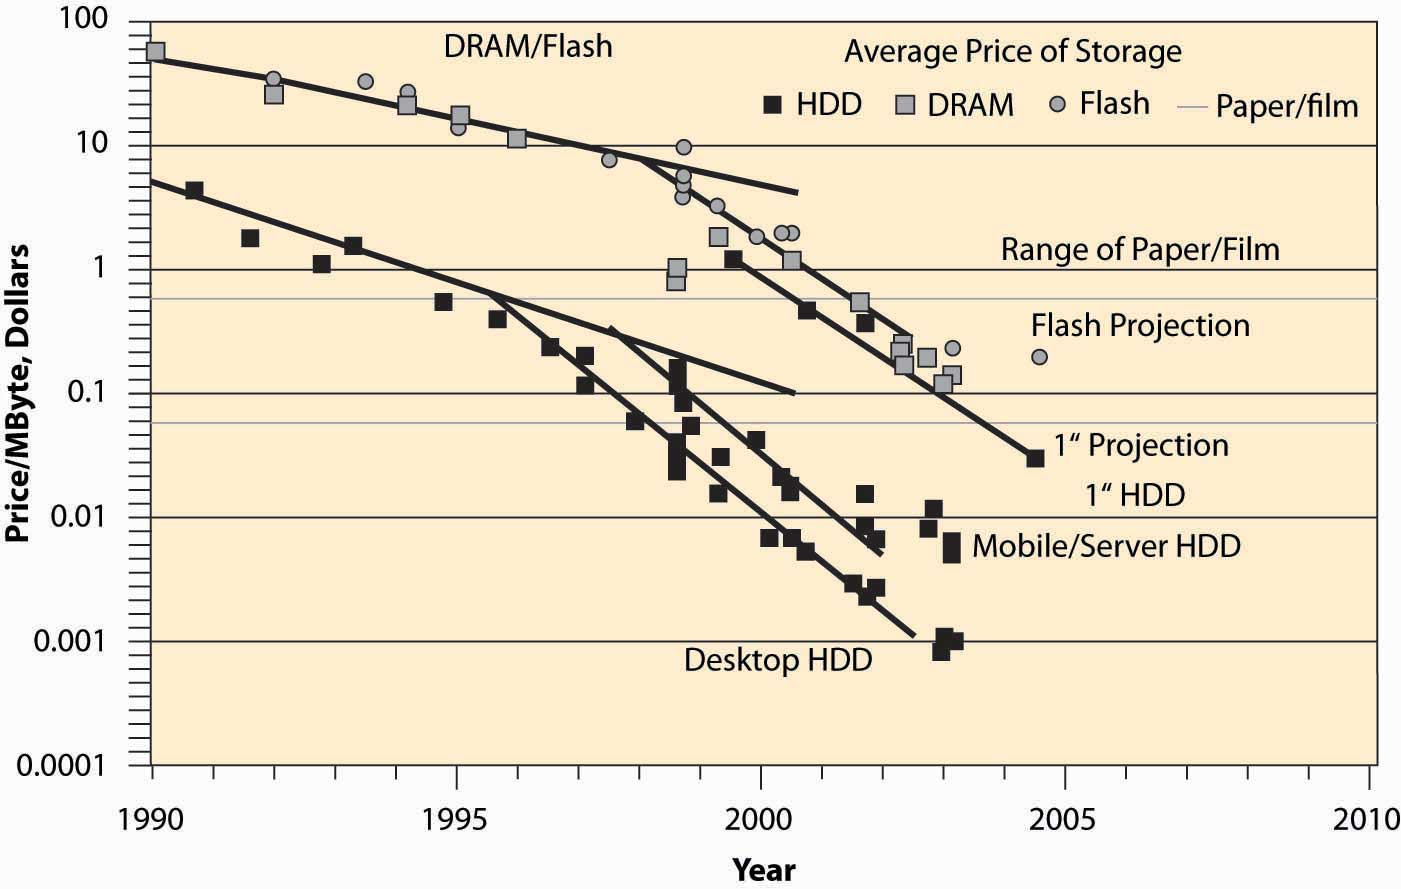 100
DRAM/Flash
Average Price of Storage
HDD DRAM Flash Paper/film
10
Range of Paper/Film
1
Flash Projection
0.1
1“ Projection
1“ HDD
0.01
Mobile/Server HDD
0.001
Desktop HDD
0.0001
Price/MByte, Dollars
1990 1995 2000 2005 2010
Year